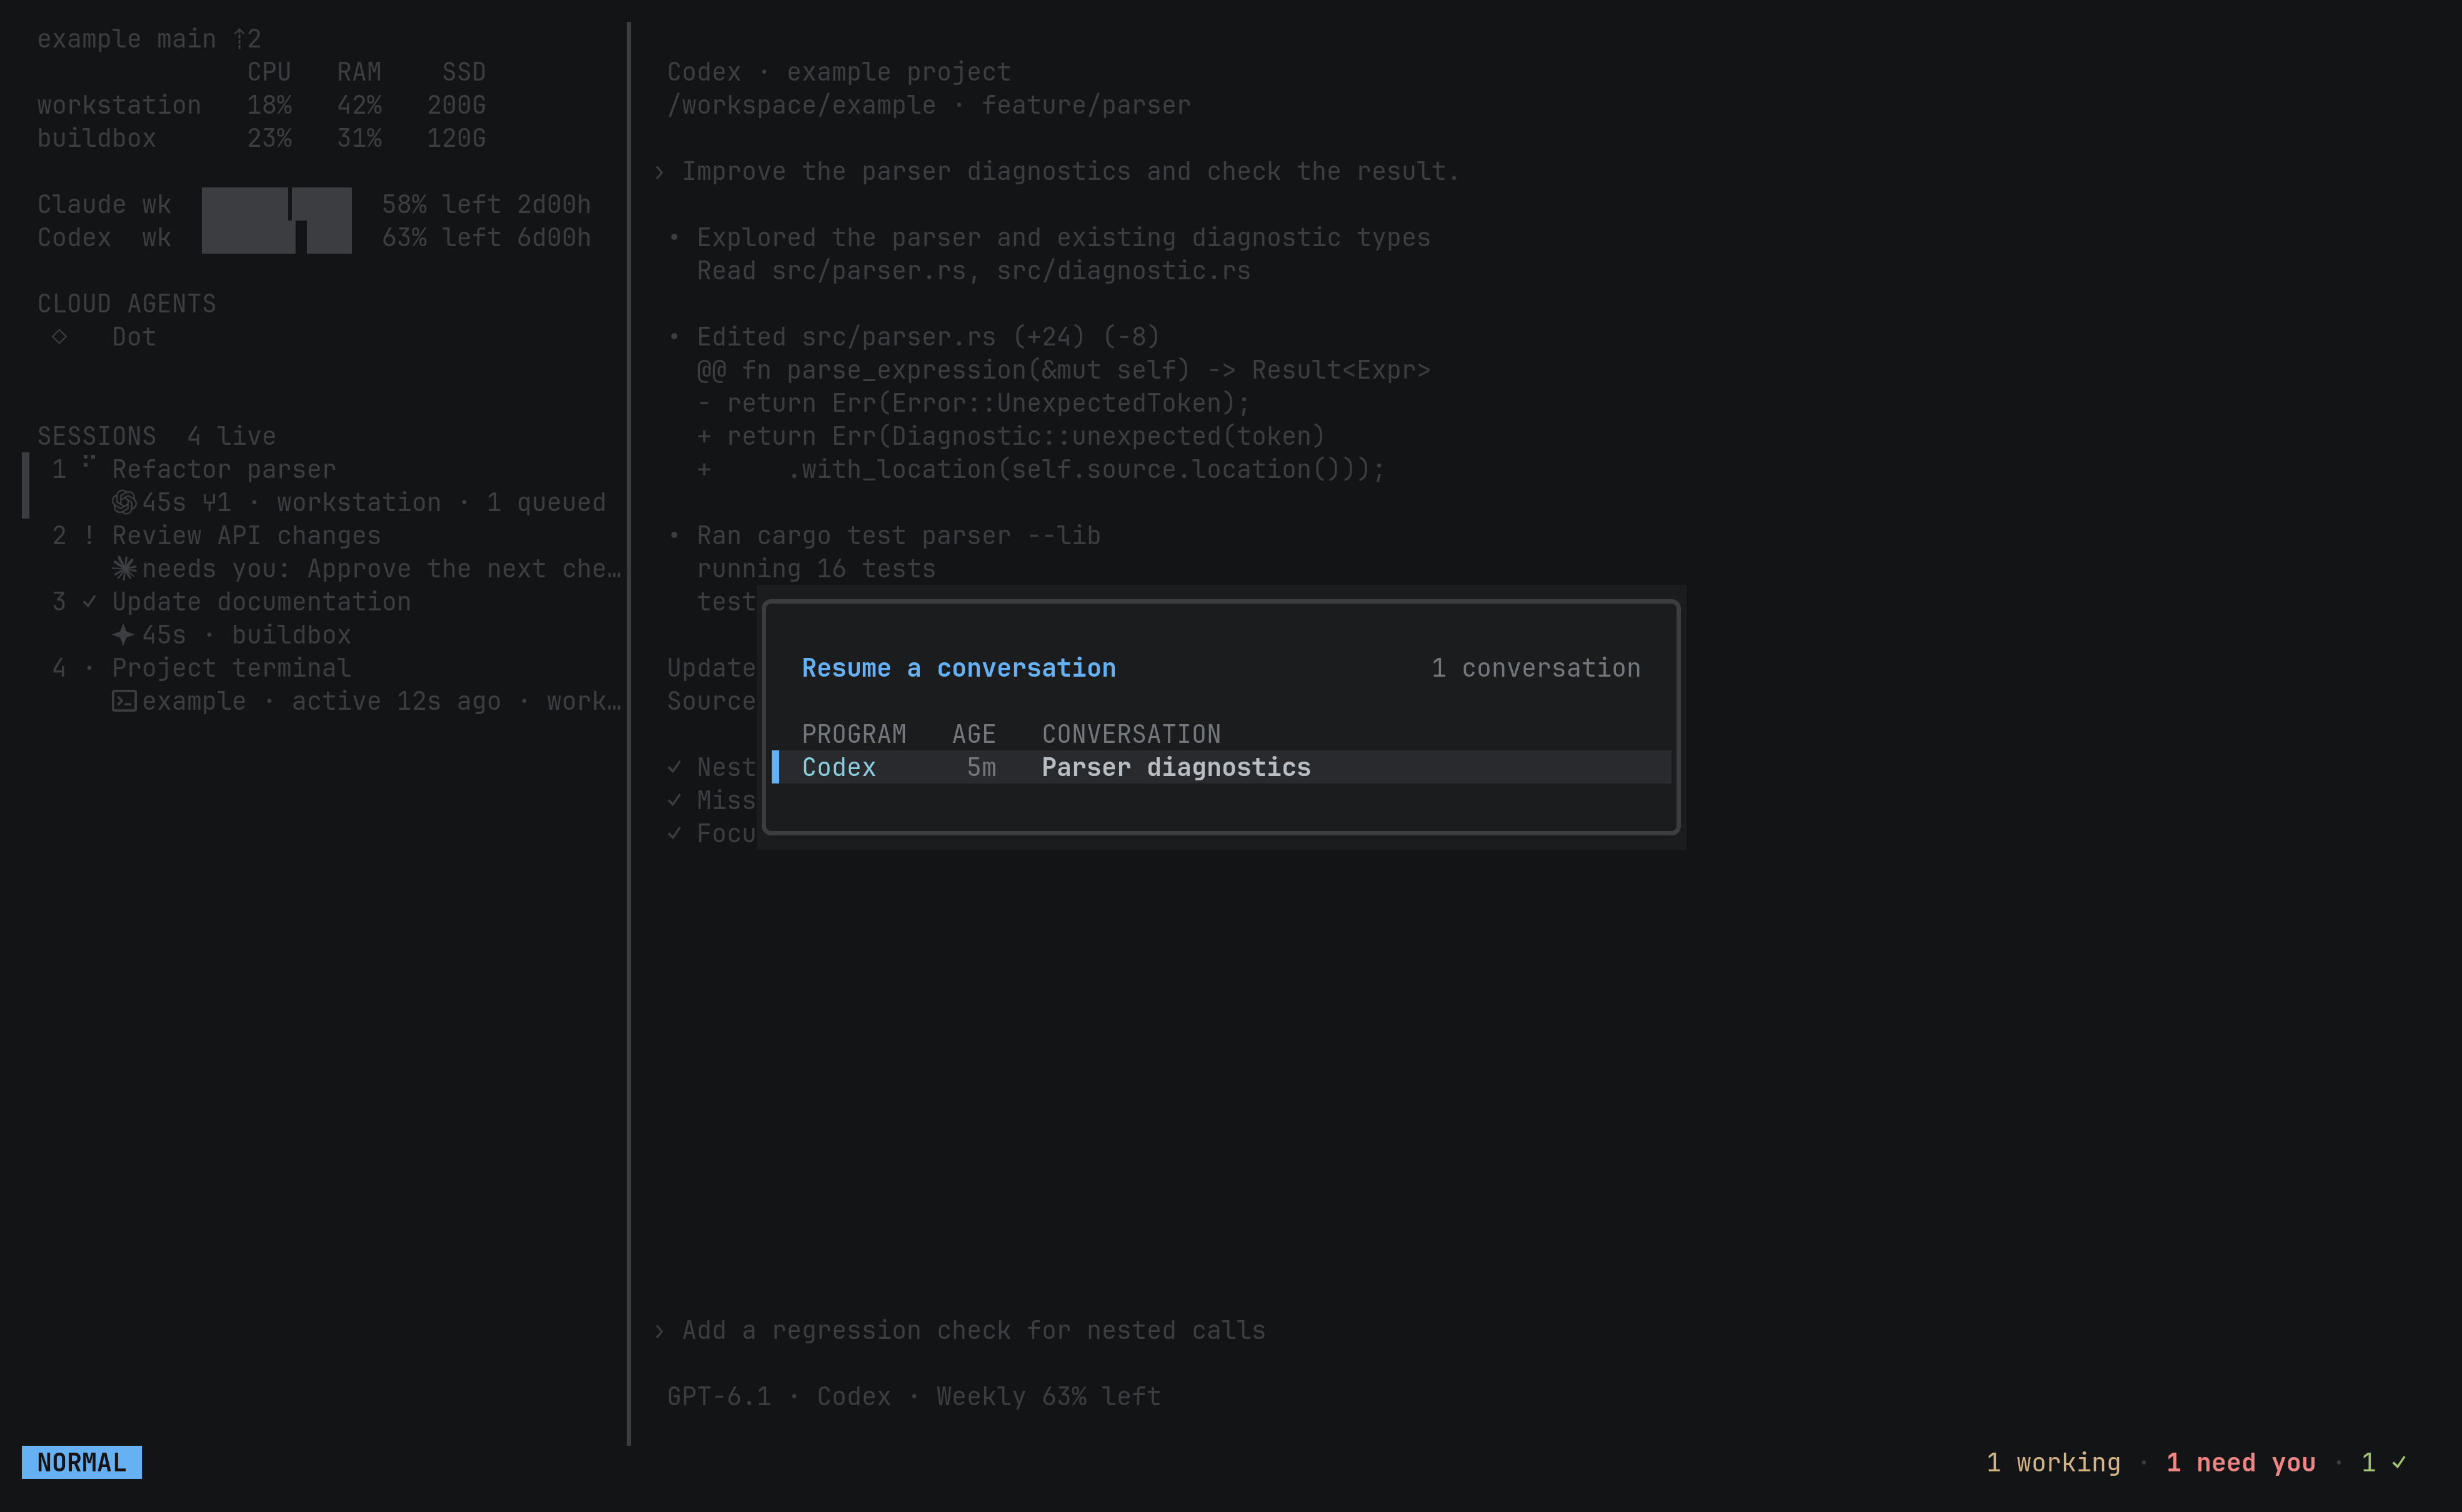 example main ⇡2
CPU RAM SSD
workstation 18% 42% 200G
buildbox 23% 31% 120G
Claude wk 58% left 2d00h
Codex wk 63% left 6d00h
CLOUD AGENTS
◇ Dot
SESSIONS 4 live
1 ⠋ Refactor parser
45s ⑂1 · workstation · 1 queued
2 ! Review API changes
needs you: Approve the next che…
3 ✓ Update documentation
45s · buildbox
4 · Project terminal
example · active 12s ago · work…
Codex · example project
/workspace/example · feature/parser
› Improve the parser diagnostics and check the result.
• Explored the parser and existing diagnostic types
Read src/parser.rs, src/diagnostic.rs
• Edited src/parser.rs (+24) (-8)
@@ fn parse_expression(&mut self) -> Result<Expr>
- return Err(Error::UnexpectedToken);
+ return Err(Diagnostic::unexpected(token)
+     .with_location(self.source.location()));
• Ran cargo test parser --lib
running 16 tests
test
Update
Source
✓ Nest
✓ Miss
✓ Focu
Resume a conversation 1 conversation
PROGRAM AGE CONVERSATION
Codex 5m Parser diagnostics
› Add a regression check for nested calls
GPT-6.1 · Codex · Weekly 63% left
NORMAL 1 working · 1 need you · 1 ✓